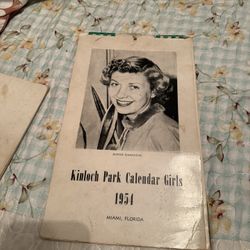 Kinloch Park Calendar Girls
1954
MIAMI, FLORIDA